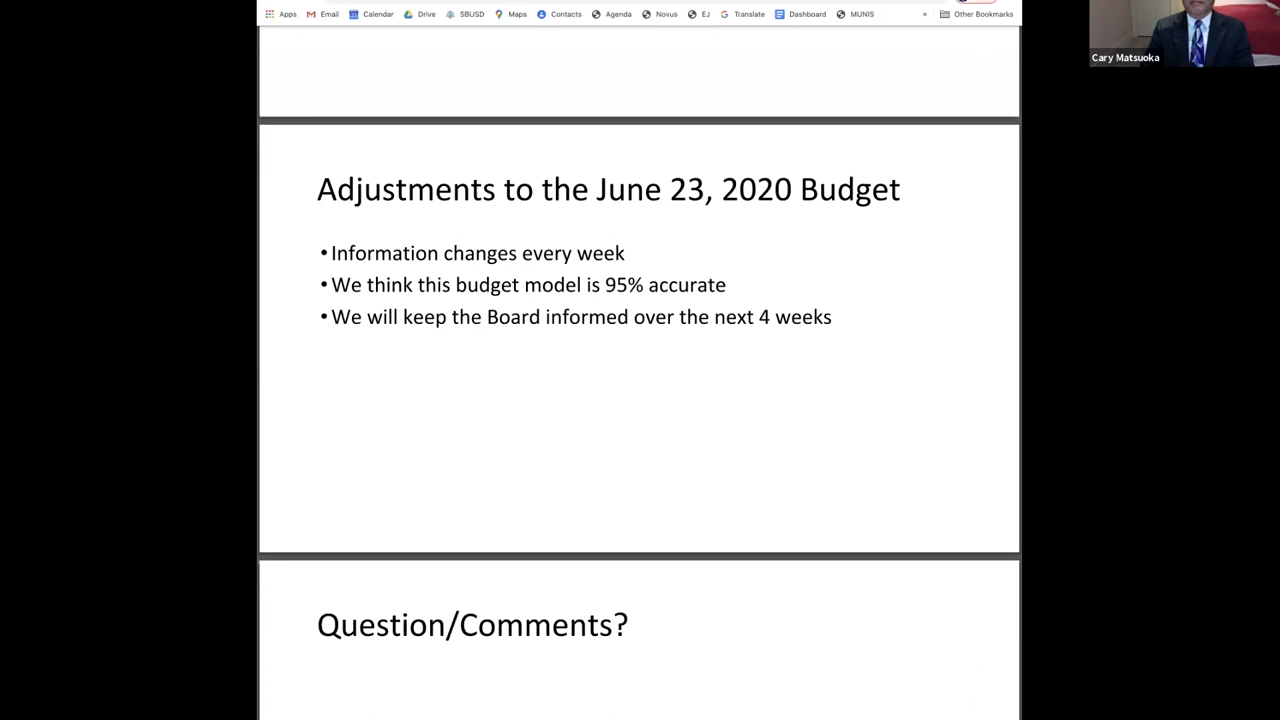 Apps Email Calendar Drive SBUSD Maps Contacts Agenda Novus EJ Translate Dashboard MUNIS » Other Bookmarks
Cary Matsuoka
Adjustments to the June 23, 2020 Budget
•Information changes every week
•We think this budget model is 95% accurate
•We will keep the Board informed over the next 4 weeks
Question/Comments?